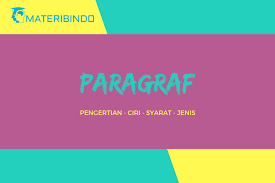 MATERIBINDO
PARAGRAF
PENGERTIAN - CIRI - SYARAT - JENIS